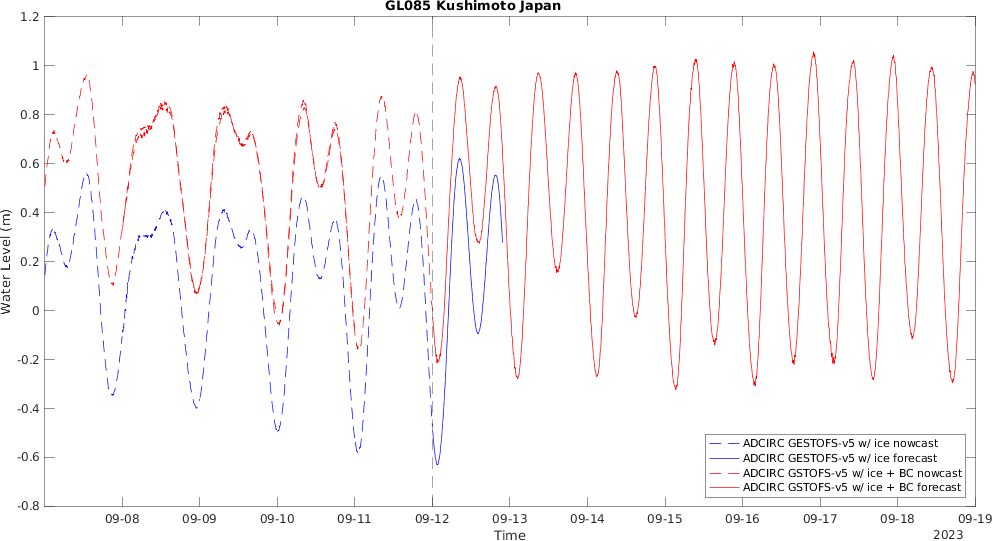 GL085 Kushimoto Japan
1.2
1
0.8
0.6
0.4
0.2
0
-0.2
-0.4
-0.6
-0.8
Water Level (m)
09-08 09-09 09-10 09-11 09-12 09-13 09-14 09-15 09-16 09-17 09-18 09-19
Time
2023
ADCIRC GESTOFS-v5 w/ ice nowcast
ADCIRC GESTOFS-v5 w/ ice forecast
ADCIRC GSTOFS-v5 w/ ice + BC nowcast
ADCIRC GSTOFS-v5 w/ ice + BC forecast